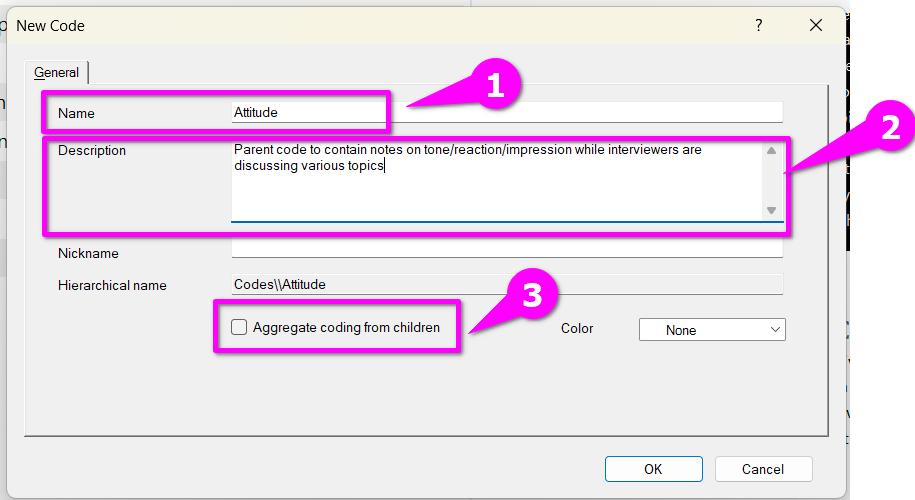 New Code
?
General
1
Name
Attitude
2
Description
Parent code to contain notes on tone/reaction/impression while interviewers are
discussing various topics
Nickname
Hierarchical name
Codes\\Attitude
3
Aggregate coding from children
Color
None
OK
Cancel